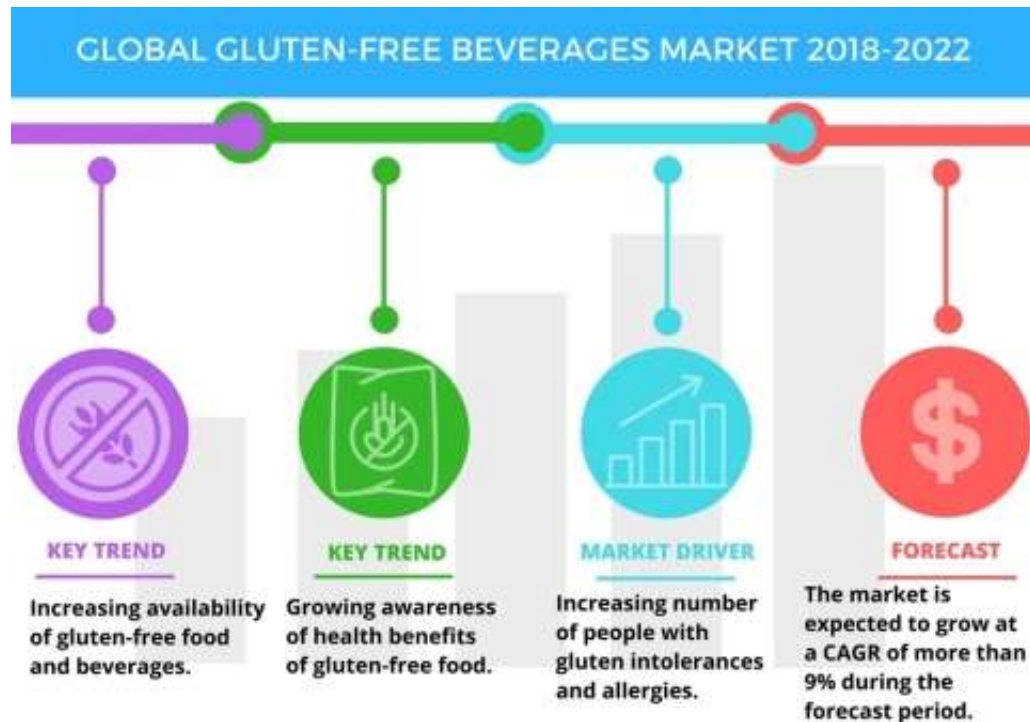 GLOBAL GLUTEN-FREE BEVERAGES MARKET 2018-2022
KEY TREND
Increasing availability
of gluten-free food
and beverages.
KEY TREND
Growing awareness
of health benefits
of gluten-free food.
MARKET DRIVER
Increasing number
of people with
gluten intolerances
and allergies.
$
FORECAST
The market is
expected to grow at
a CAGR of more than
9% during the
forecast period.